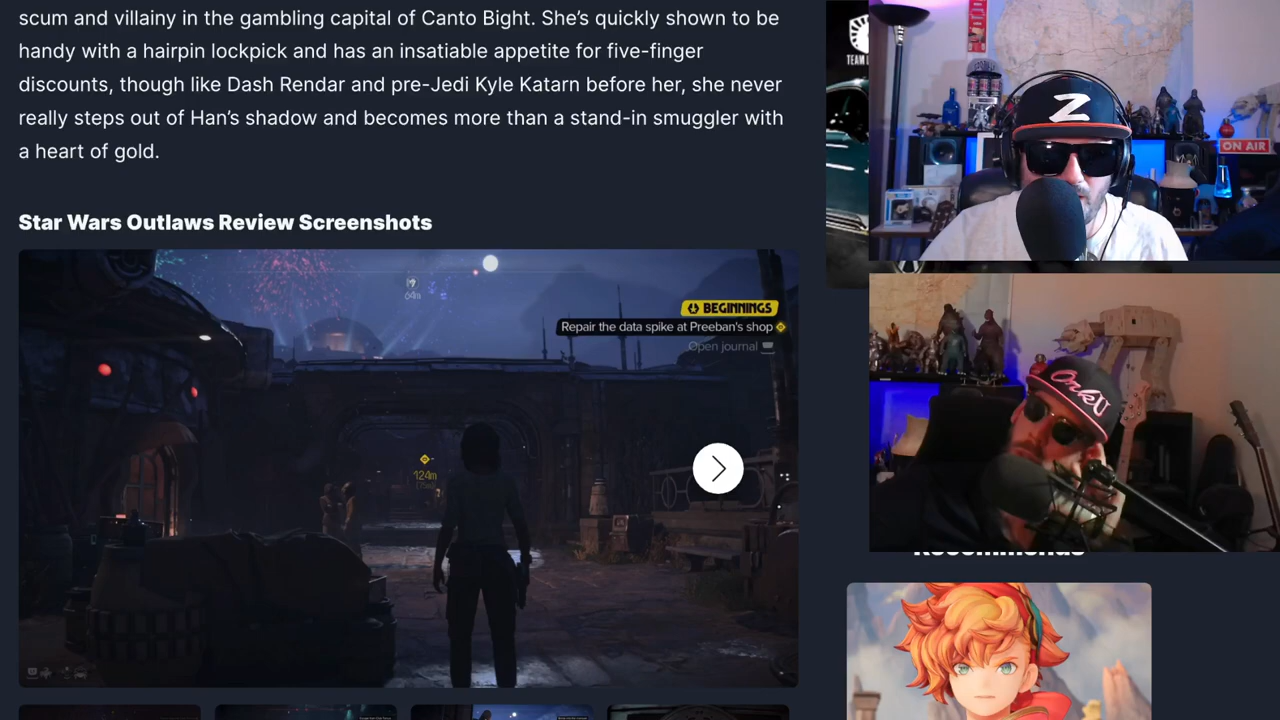 scum and villainy in the gambling capital of Canto Bight. She's quickly shown to be
handy with a hairpin lockpick and has an insatiable appetite for five-finger
discounts, though like Dash Rendar and pre-Jedi Kyle Katarn before her, she never
really steps out of Han's shadow and becomes more than a stand-in smuggler with
a heart of gold.
Star Wars Outlaws Review Screenshots
64m
BEGINNINGS
Repair the data spike at Preeban's shop
Open journal
124m
TEAM
Z
ON AIR
OrkU
Recommends